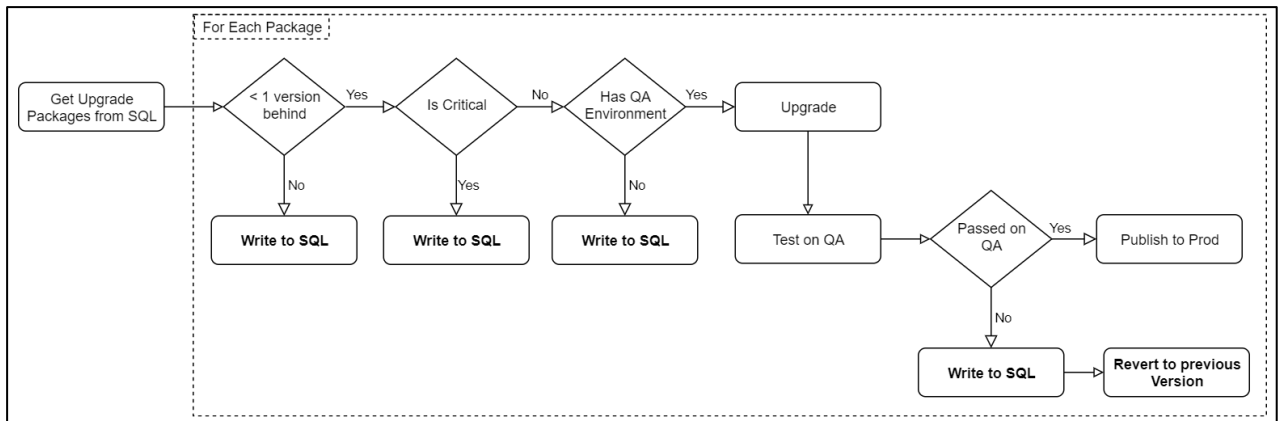 For Each Package
Get Upgrade
Packages from SQL
< 1 version
behind
Yes
Is Critical
No
Has QA
Environment
Yes
Upgrade
No
Yes
No
Write to SQL
Write to SQL
Write to SQL
Test on QA
Passed on
QA
Yes
Publish to Prod
No
Write to SQL
Revert to previous
Version